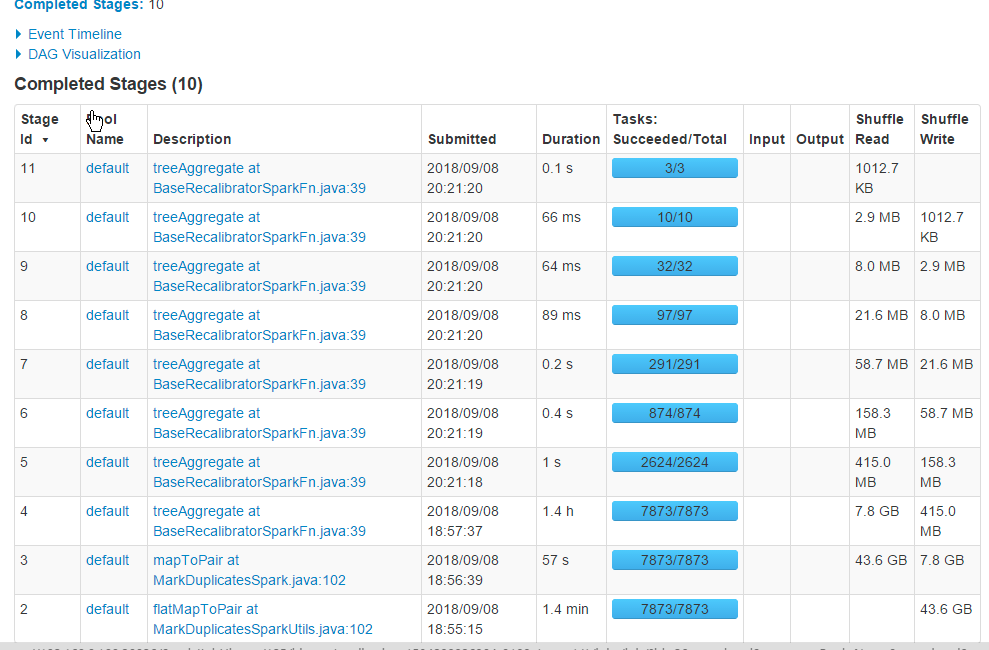 Completed Stages: 10
Event Timeline
DAG Visualization
Completed Stages (10)
Stage Id ▾ Name Description Submitted Duration Tasks: Succeeded/Total Input Output Shuffle Read Shuffle Write
11 default treeAggregate at 2018/09/08 0.1 s 3/3 1012.7
BaseRecalibratorSparkFn.java:39 20:21:20 KB
10 default treeAggregate at 2018/09/08 66 ms 10/10 2.9 MB 1012.7
BaseRecalibratorSparkFn.java:39 20:21:20 KB
9 default treeAggregate at 2018/09/08 64 ms 32/32 8.0 MB 2.9 MB
BaseRecalibratorSparkFn.java:39 20:21:20
8 default treeAggregate at 2018/09/08 89 ms 97/97 21.6 MB 8.0 MB
BaseRecalibratorSparkFn.java:39 20:21:20
7 default treeAggregate at 2018/09/08 0.2 s 291/291 58.7 MB 21.6 MB
BaseRecalibratorSparkFn.java:39 20:21:19
6 default treeAggregate at 2018/09/08 0.4 s 874/874 158.3 58.7 MB
BaseRecalibratorSparkFn.java:39 20:21:19 MB
5 default treeAggregate at 2018/09/08 1 s 2624/2624 415.0 158.3
BaseRecalibratorSparkFn.java:39 20:21:18 MB MB
4 default treeAggregate at 2018/09/08 1.4 h 7873/7873 7.8 GB 415.0
BaseRecalibratorSparkFn.java:39 18:57:37 MB
3 default mapToPair at 2018/09/08 57 s 7873/7873 43.6 GB 7.8 GB
MarkDuplicatesSpark.java:102 18:56:39
2 default flatMapToPair at 2018/09/08 1.4 min 7873/7873 43.6 GB
MarkDuplicatesSparkUtils.java:102 18:55:15